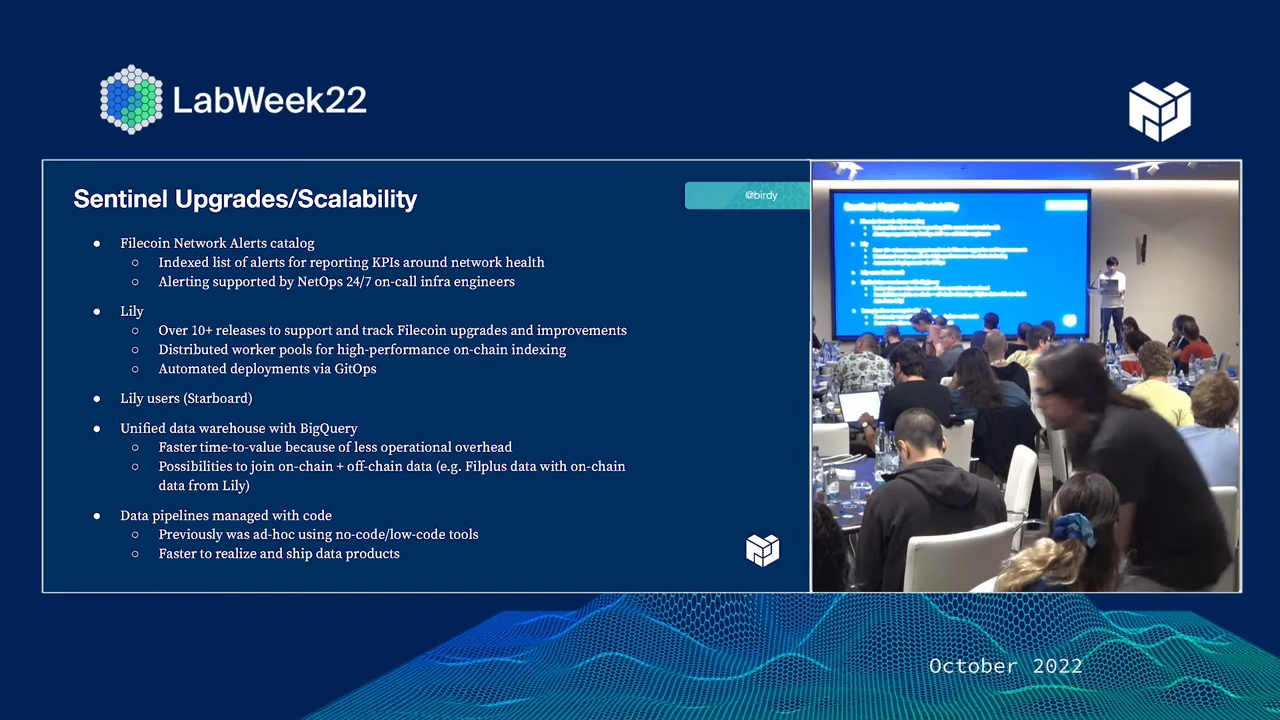 LabWeek22
Sentinel Upgrades/Scalability
@birdy
● Filecoin Network Alerts catalog
○ Indexed list of alerts for reporting KPIs around network health
○ Alerting supported by NetOps 24/7 on-call infra engineers
● Lily
○ Over 10+ releases to support and track Filecoin upgrades and improvements
○ Distributed worker pools for high-performance on-chain indexing
○ Automated deployments via GitOps
● Lily users (Starboard)
● Unified data warehouse with BigQuery
○ Faster time-to-value because of less operational overhead
○ Possibilities to join on-chain + off-chain data (e.g. Filplus data with on-chain
data from Lily)
● Data pipelines managed with code
○ Previously was ad-hoc using no-code/low-code tools
○ Faster to realize and ship data products
Sentinel Upgrades/Scalability
October 2022